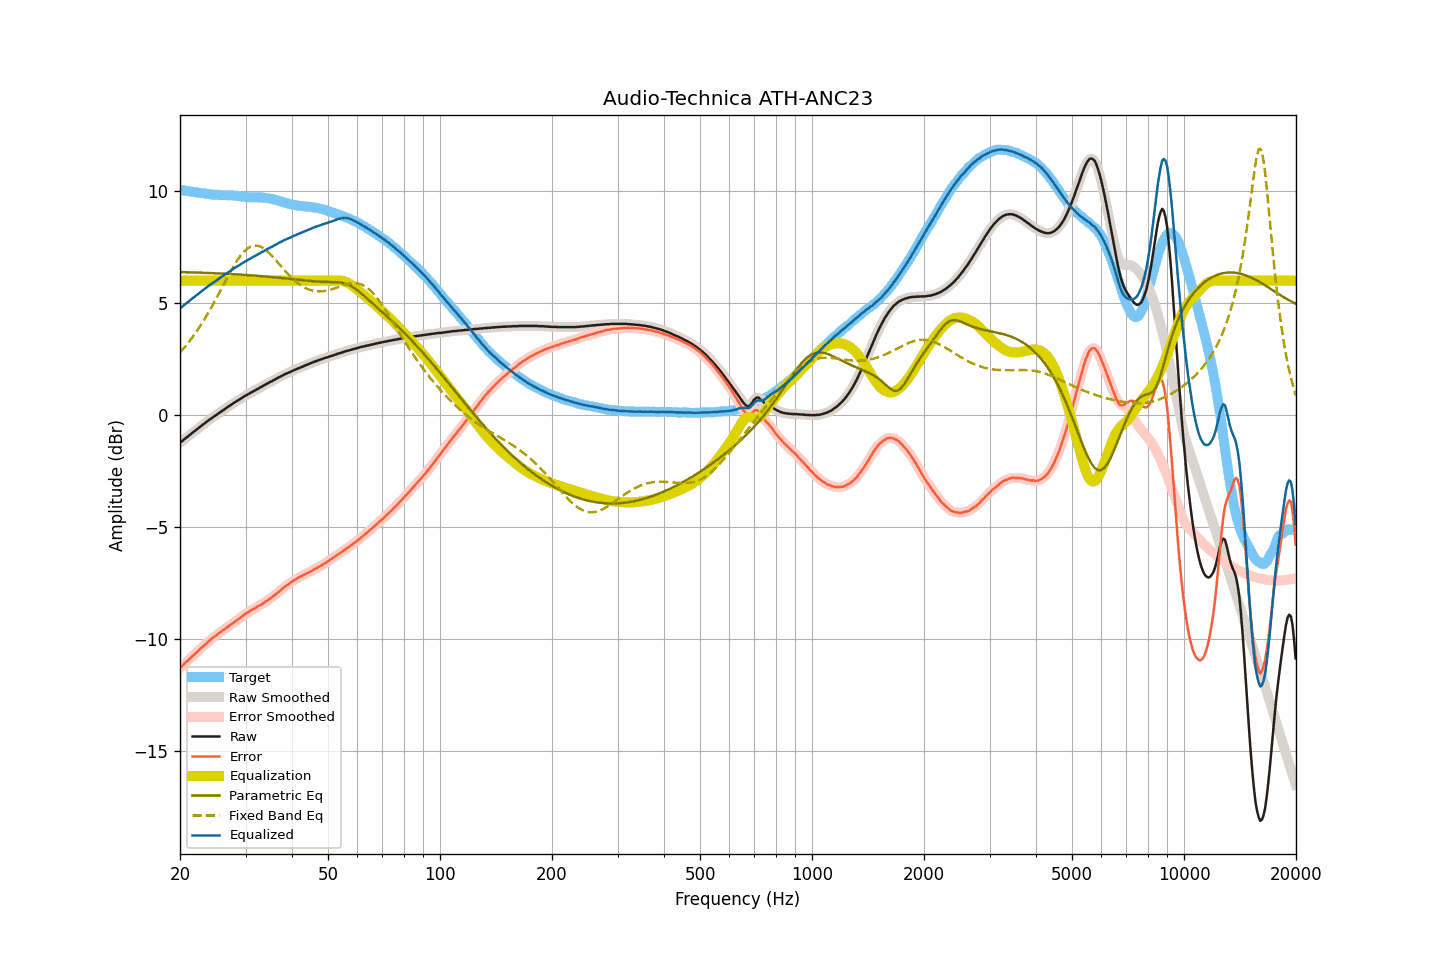 Audio-Technica ATH-ANC23
Amplitude (dBr)
10
5
0
−5
−10
−15
Target
Raw Smoothed
Error Smoothed
Raw
Error
Equalization
Parametric Eq
Fixed Band Eq
Equalized
20 50 100 200 500 1000 2000 5000 10000 20000
Frequency (Hz)